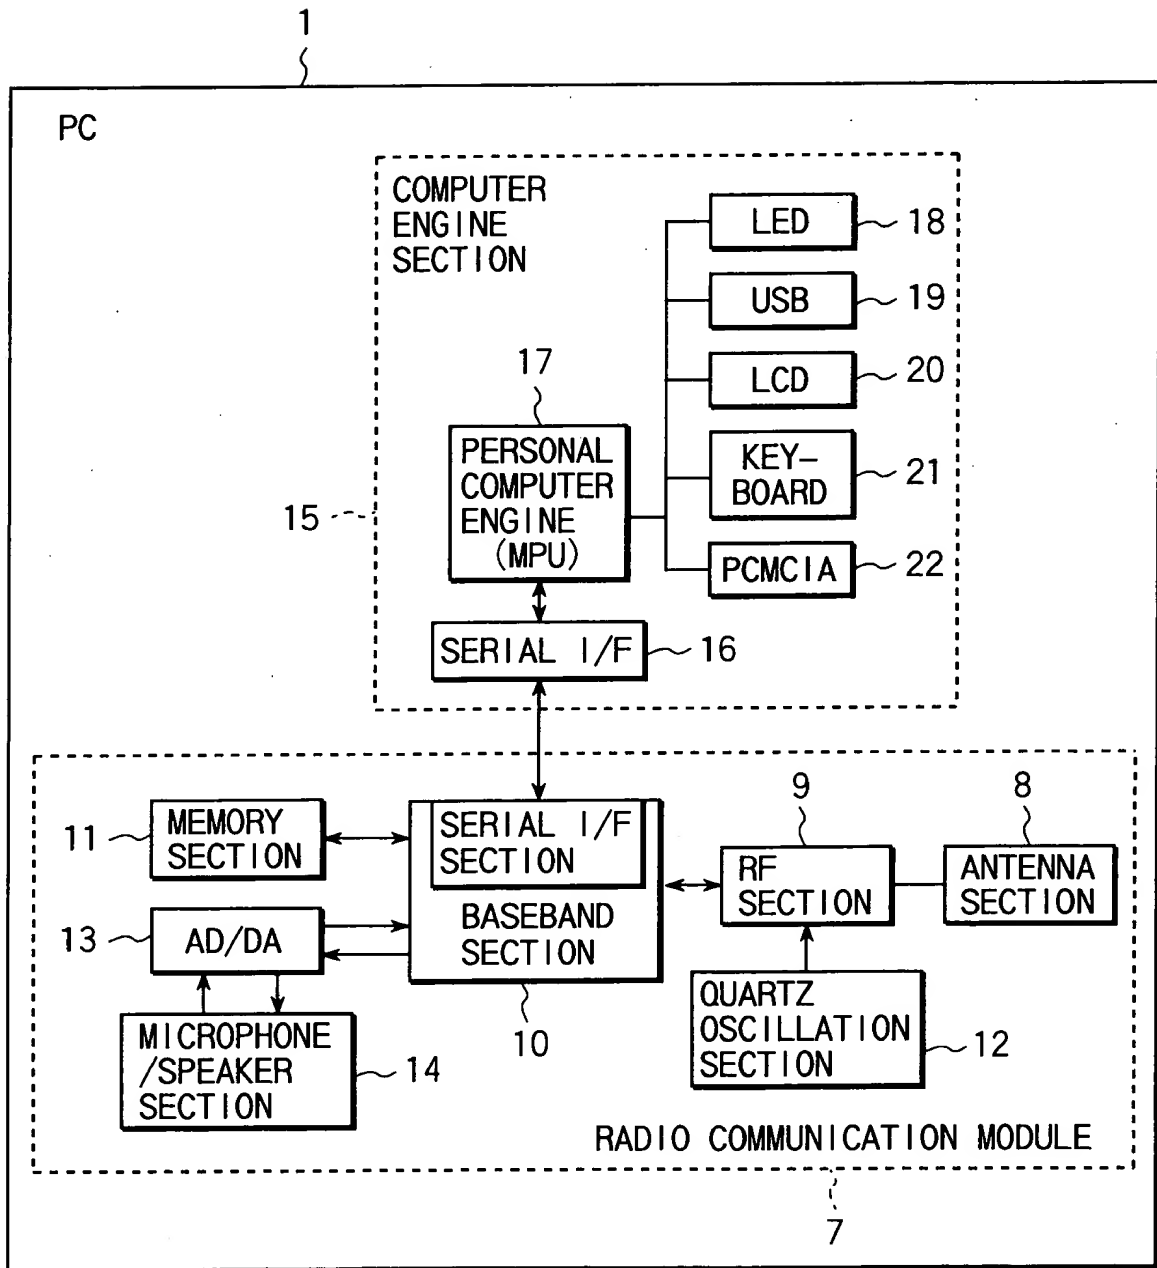 1
PC
COMPUTER
ENGINE
SECTION
LED
18
USB
19
LCD
20
KEY-
BOARD
21
PCMCIA
22
17
PERSONAL
COMPUTER
ENGINE
(MPU)
15
SERIAL I/F
16
11
MEMORY
SECTION
SERIAL I/F
SECTION
BASEBAND
SECTION
10
9
RF
SECTION
8
ANTENNA
SECTION
13
AD/DA
MICROPHONE
/SPEAKER
SECTION
14
QUARTZ
OSCILLATION
SECTION
12
RADIO COMMUNICATION MODULE
7